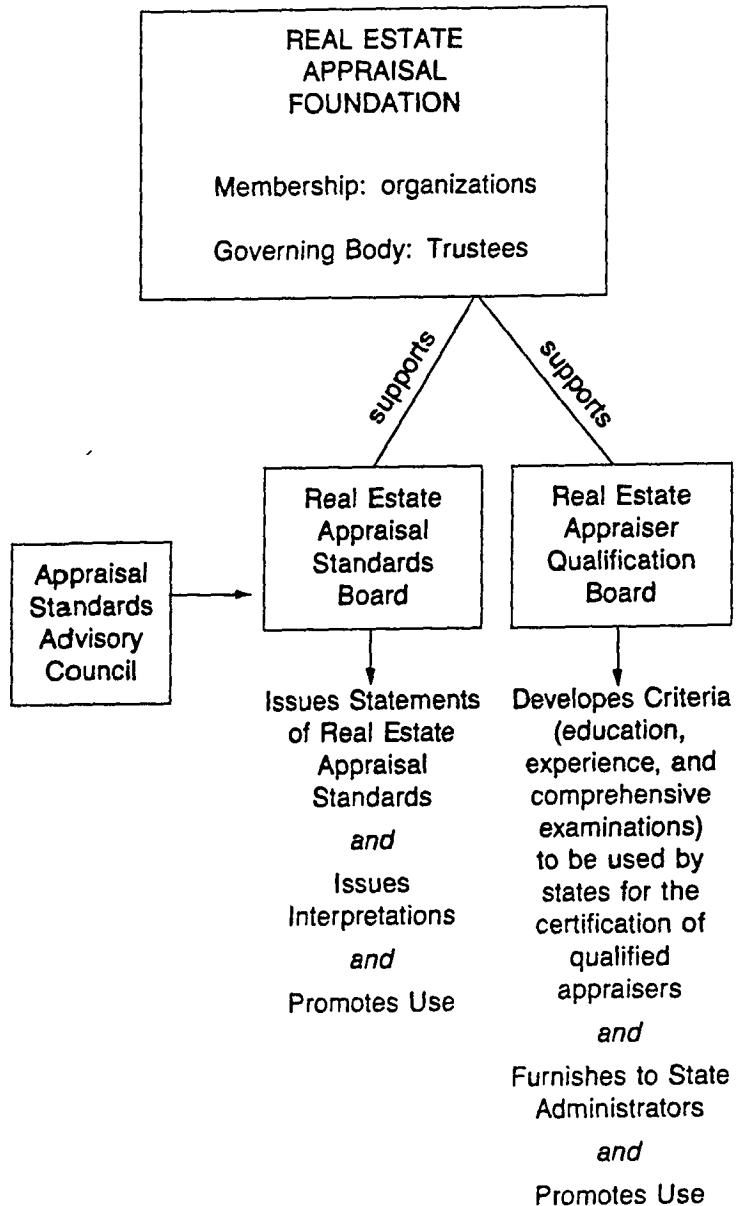 REAL ESTATE
APPRAISAL
FOUNDATION
Membership: organizations
Governing Body: Trustees
supports
supports
Appraisal
Standards
Advisory
Council
Real Estate
Appraisal
Standards
Board
Issues Statements
of Real Estate
Appraisal
Standards
and
Issues
Interpretations
and
Promotes Use
Real Estate
Appraiser
Qualification
Board
Developes Criteria
(education,
experience, and
comprehensive
examinations)
to be used by
states for the
certification of
qualified
appraisers
and
Furnishes to State
Administrators
and
Promotes Use